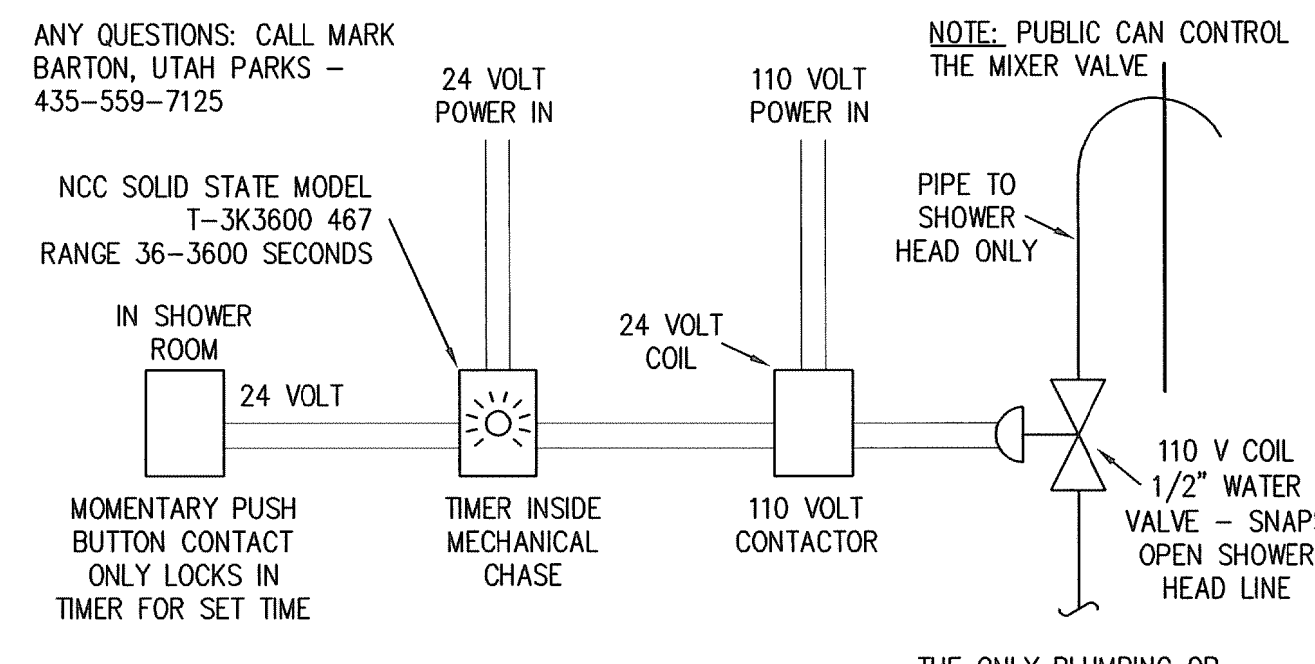 ANY QUESTIONS: CALL MARK
BARTON, UTAH PARKS –
435–559–7125
24 VOLT
POWER IN
110 VOLT
POWER IN
NOTE: PUBLIC CAN CONTROL
THE MIXER VALVE
NCC SOLID STATE MODEL
T–3K3600 467
RANGE 36–3600 SECONDS
PIPE TO
SHOWER
HEAD ONLY
IN SHOWER
ROOM
24 VOLT
24 VOLT
COIL
MOMENTARY PUSH
BUTTON CONTACT
ONLY LOCKS IN
TIMER FOR SET TIME
TIMER INSIDE
MECHANICAL
CHASE
110 VOLT
CONTACTOR
110 V COIL
1/2" WATER
VALVE – SNAPS
OPEN SHOWER
HEAD LINE
THE ONLY PLUMBING OR